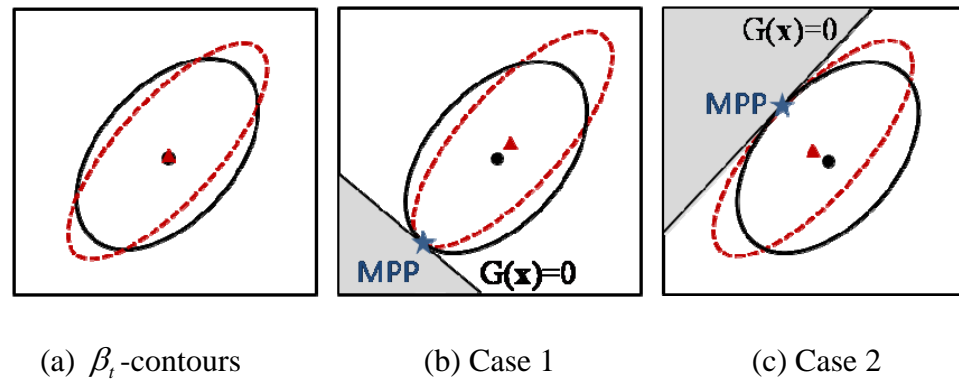 G(x)=0
MPP
MPP
G(x)=0
(a) βt-contours
(b) Case 1
(c) Case 2